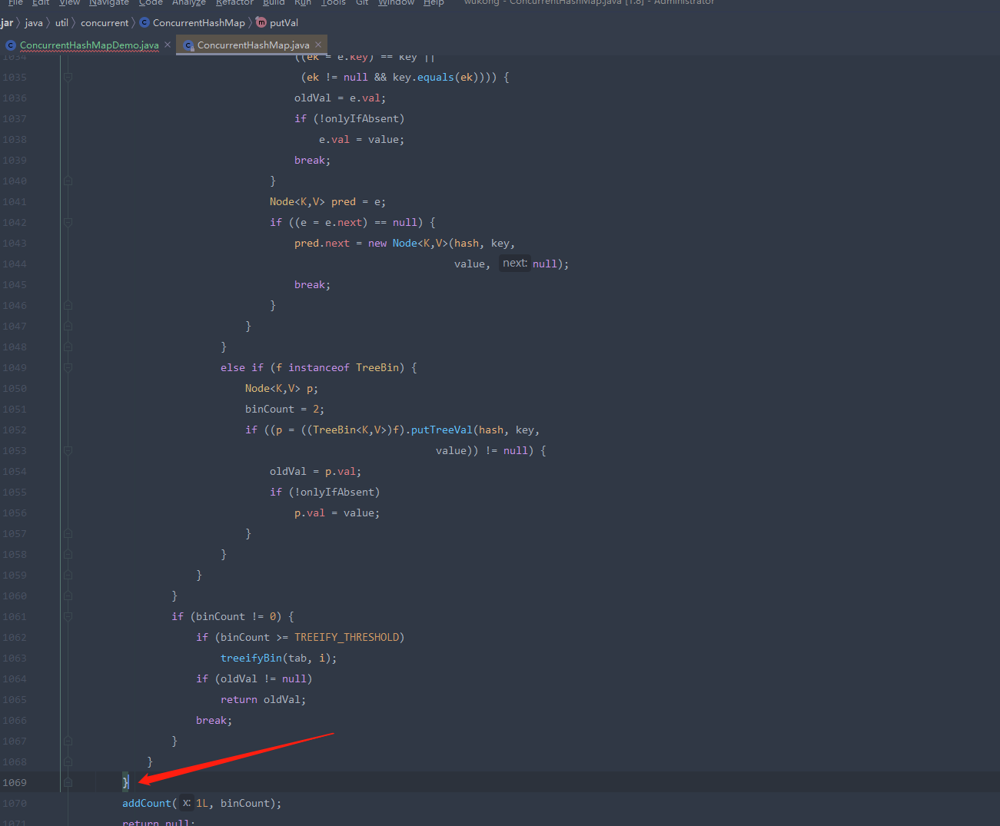 File Edit View Navigate Code Analyze Refactor Build Run Tools Git Window Help wukong - ConcurrentHashMap.java [1.8] - Administrator
.jar java util concurrent ConcurrentHashMap putVal
ConcurrentHashMapDemo.java ConcurrentHashMap.java
1034 ((ek = e.key) == key ||
1035 (ek != null && key.equals(ek)))) {
1036 oldVal = e.val;
1037 if (!onlyIfAbsent)
1038 e.val = value;
1039 break;
1040 }
1041 Node<K,V> pred = e;
1042 if ((e = e.next) == null) {
1043 pred.next = new Node<K,V>(hash, key,
1044 value, next: null);
1045 break;
1046 }
1047 }
1048 }
1049 else if (f instanceof TreeBin) {
1050 Node<K,V> p;
1051 binCount = 2;
1052 if ((p = ((TreeBin<K,V>)f).putTreeVal(hash, key,
1053 value)) != null) {
1054 oldVal = p.val;
1055 if (!onlyIfAbsent)
1056 p.val = value;
1057 }
1058 }
1059 }
1060 }
1061 if (binCount != 0) {
1062 if (binCount >= TREEIFY_THRESHOLD)
1063 treeifyBin(tab, i);
1064 if (oldVal != null)
1065 return oldVal;
1066 break;
1067 }
1068 }
1069 }
1070 addCount( x: 1L, binCount);
1071 return null;